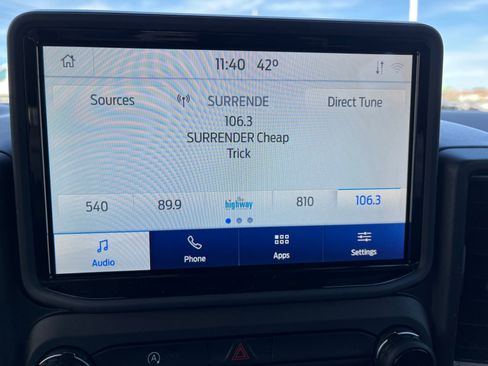 11:40 42°
Sources SURRENDE Direct Tune
106.3
SURRENDER Cheap
Trick
540 89.9 the highway 810 106.3
Audio Phone Apps Settings
A